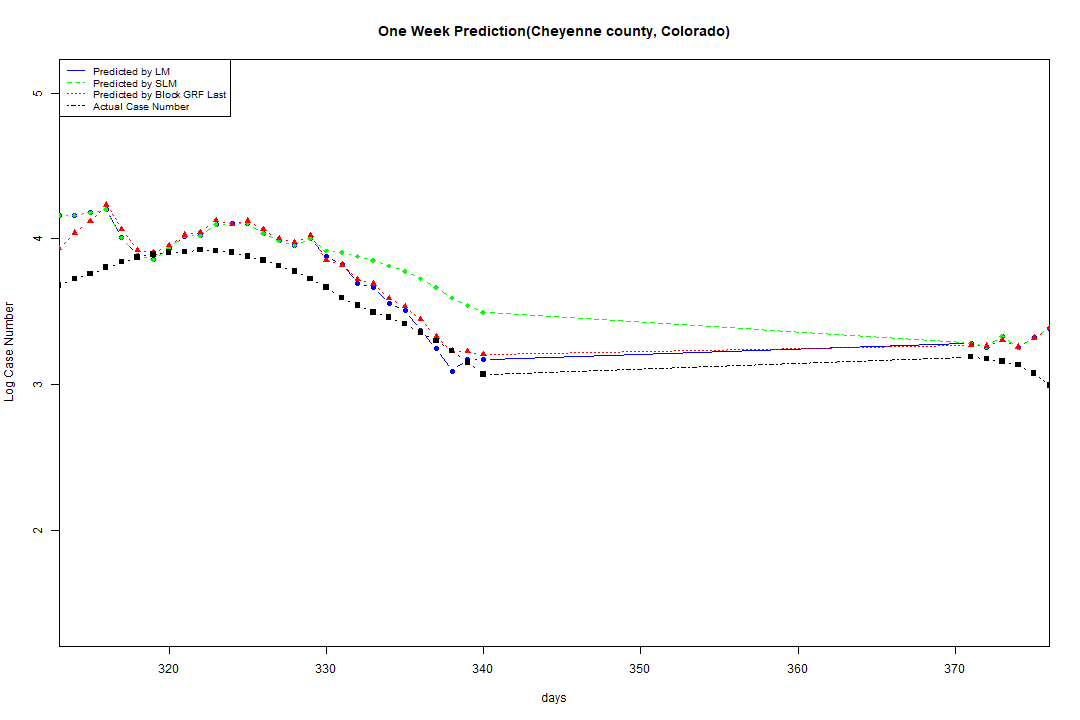 One Week Prediction(Cheyenne county, Colorado)
Predicted by LM
Predicted by SLM
Predicted by Block GRF Last
Actual Case Number
5
4
3
2
Log Case Number
320 330 340 350 360 370
days